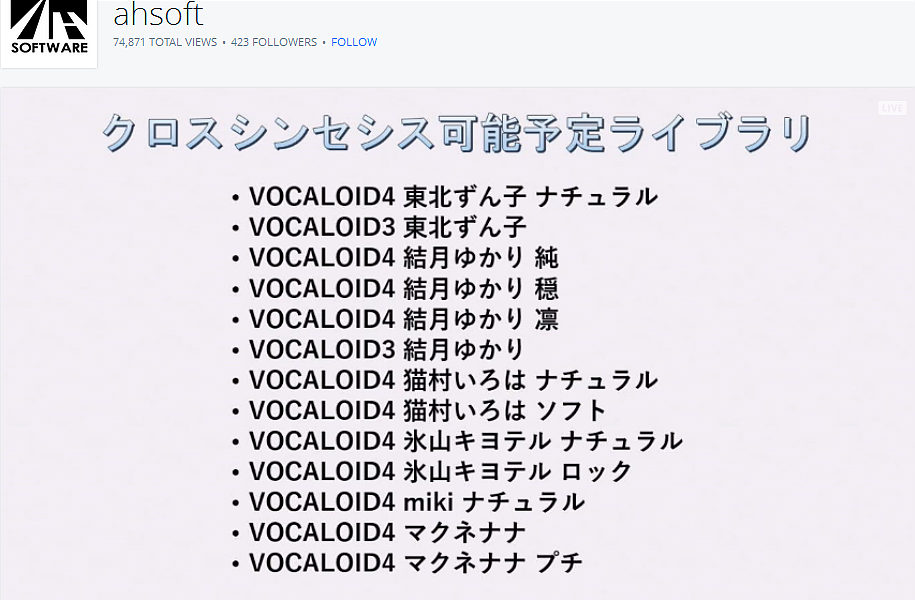 ahsoft
SOFTWARE
74,871 TOTAL VIEWS • 423 FOLLOWERS • FOLLOW
LIVE
クロスシンセシス可能予定ライブラリ
・VOCALOID4 東北ずん子 ナチュラル
・VOCALOID3 東北ずん子
・VOCALOID4 結月ゆかり 純
・VOCALOID4 結月ゆかり 穏
・VOCALOID4 結月ゆかり 凛
・VOCALOID3 結月ゆかり
・VOCALOID4 猫村いろは ナチュラル
・VOCALOID4 猫村いろは ソフト
・VOCALOID4 氷山キヨテル ナチュラル
・VOCALOID4 氷山キヨテル ロック
・VOCALOID4 miki ナチュラル
・VOCALOID4 マクネナナ
・VOCALOID4 マクネナナ プチ